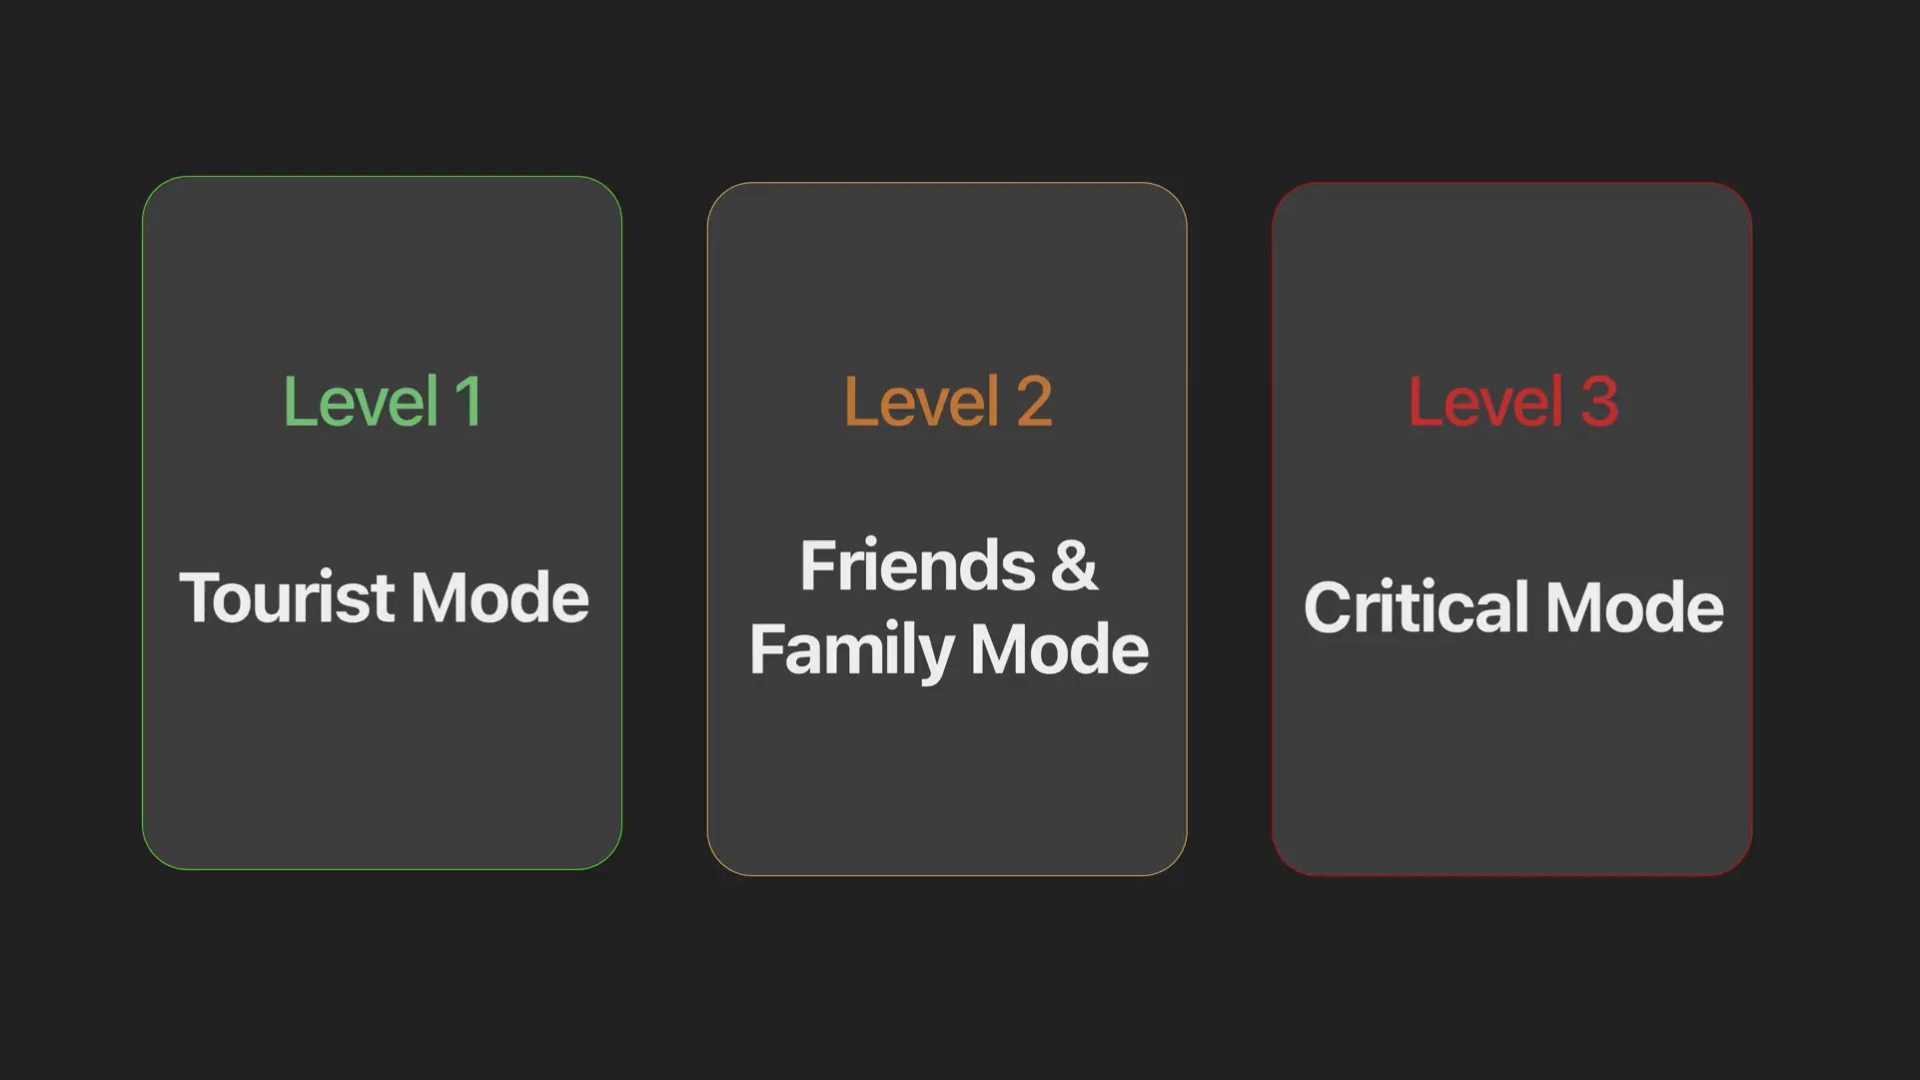 Level 1
Tourist Mode
Level 2
Friends &
Family Mode
Level 3
Critical Mode